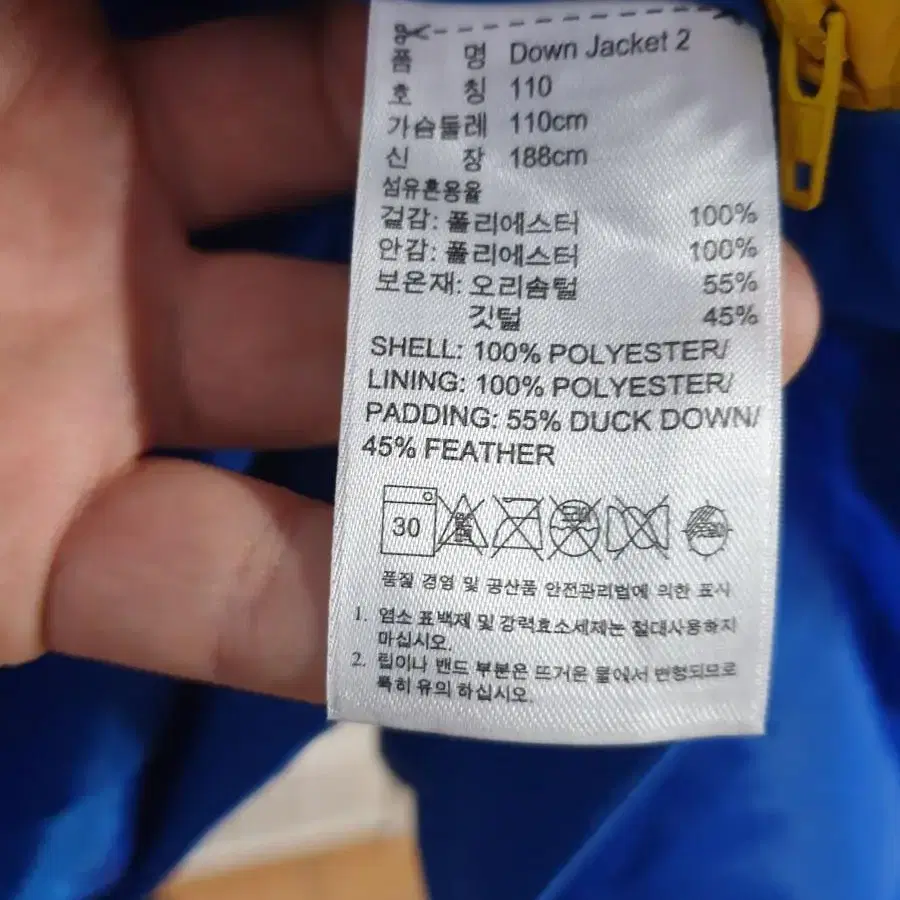 품 명 Down Jacket 2
호 칭 110
가슴둘레 110cm
신 장 188cm
섬유혼용율
겉감: 폴리에스터 100%
안감: 폴리에스터 100%
보온재: 오리솜털 55%
깃털 45%
SHELL: 100% POLYESTER/
LINING: 100% POLYESTER/
PADDING: 55% DUCK DOWN/
45% FEATHER
30
품질 경영 및 공산품 안전관리법에 의한 표시
1. 염소 표백제 및 강력효소세제는 절대사용하지
마십시오.
2. 립이나 밴드 부분은 뜨거운 물에서 변형되므로
특히 유의 하십시오.